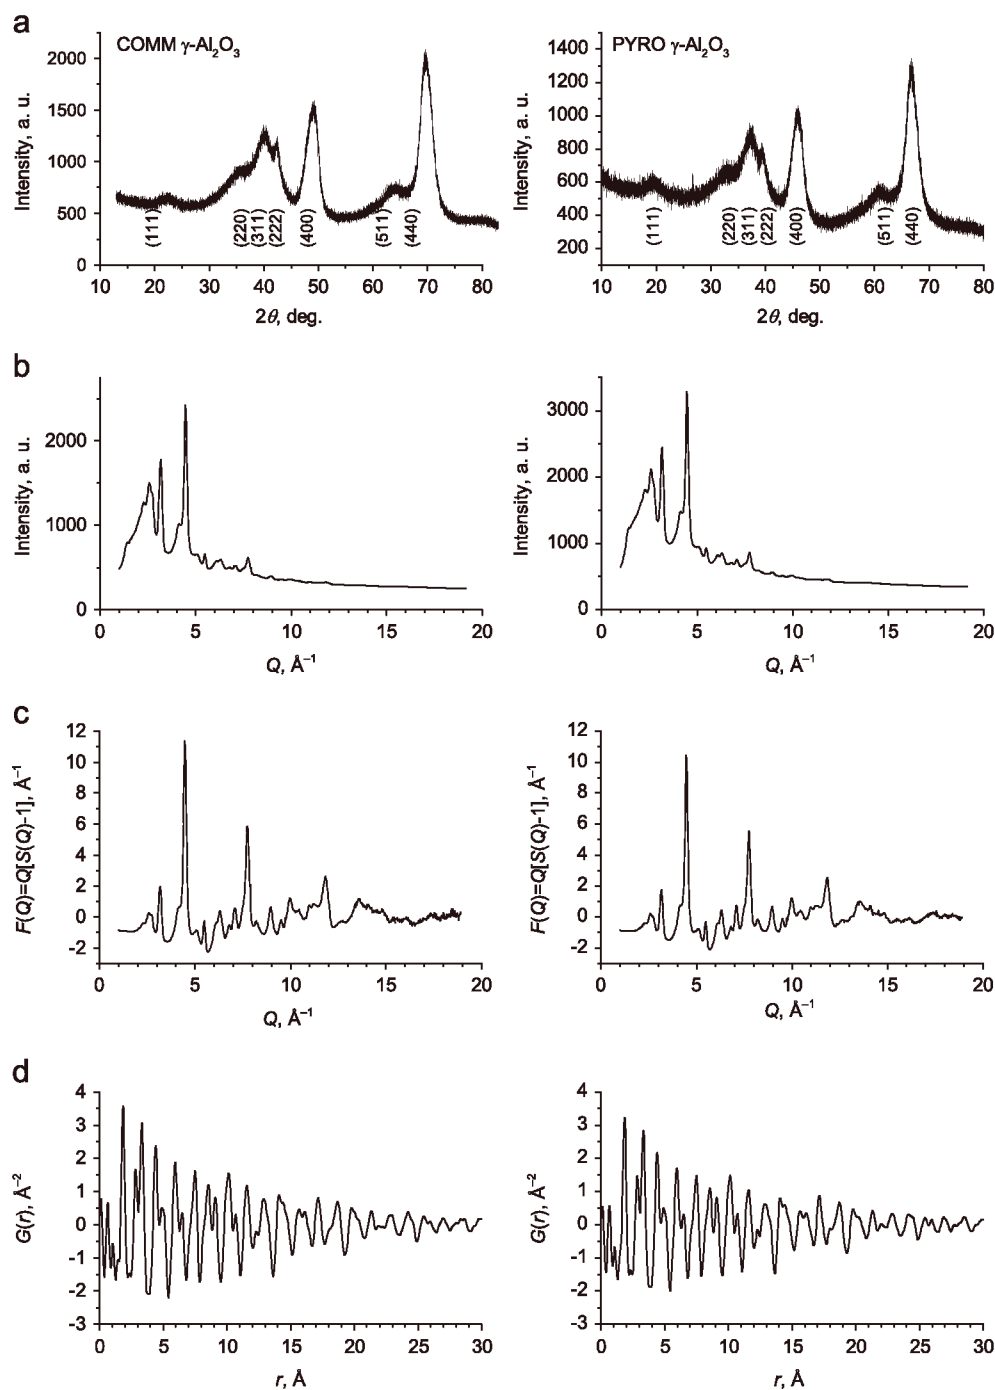 a
COMM γ-Al₂O₃
Intensity, a. u.
2000
1500
1000
500
0
(111)
(220)
(311)
(222)
(400)
(511)
(440)
10 20 30 40 50 60 70 80
2θ, deg.
PYRO γ-Al₂O₃
Intensity, a. u.
1400
1200
1000
800
600
400
200
(111)
(220)
(311)
(222)
(400)
(511)
(440)
10 20 30 40 50 60 70 80
2θ, deg.
b
Intensity, a. u.
2000
1000
0
0 5 10 15 20
Q, Å⁻¹
Intensity, a. u.
3000
2000
1000
0
0 5 10 15 20
Q, Å⁻¹
c
F(Q)=Q[S(Q)-1], Å⁻¹
12
10
8
6
4
2
0
-2
0 5 10 15 20
Q, Å⁻¹
F(Q)=Q[S(Q)-1], Å⁻¹
12
10
8
6
4
2
0
-2
0 5 10 15 20
Q, Å⁻¹
d
G(r), Å⁻²
4
3
2
1
0
-1
-2
-3
0 5 10 15 20 25 30
r, Å
G(r), Å⁻²
4
3
2
1
0
-1
-2
-3
0 5 10 15 20 25 30
r, Å